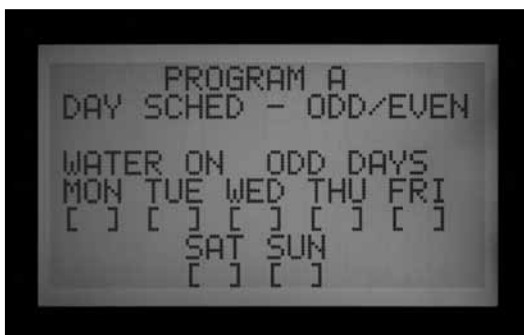 PROGRAM A
DAY SCHED - ODD/EVEN
WATER ON ODD DAYS
MON TUE WED THU FRI
[ ] [ ] [ ] [ ] [ ]
SAT SUN
[ ] [ ]